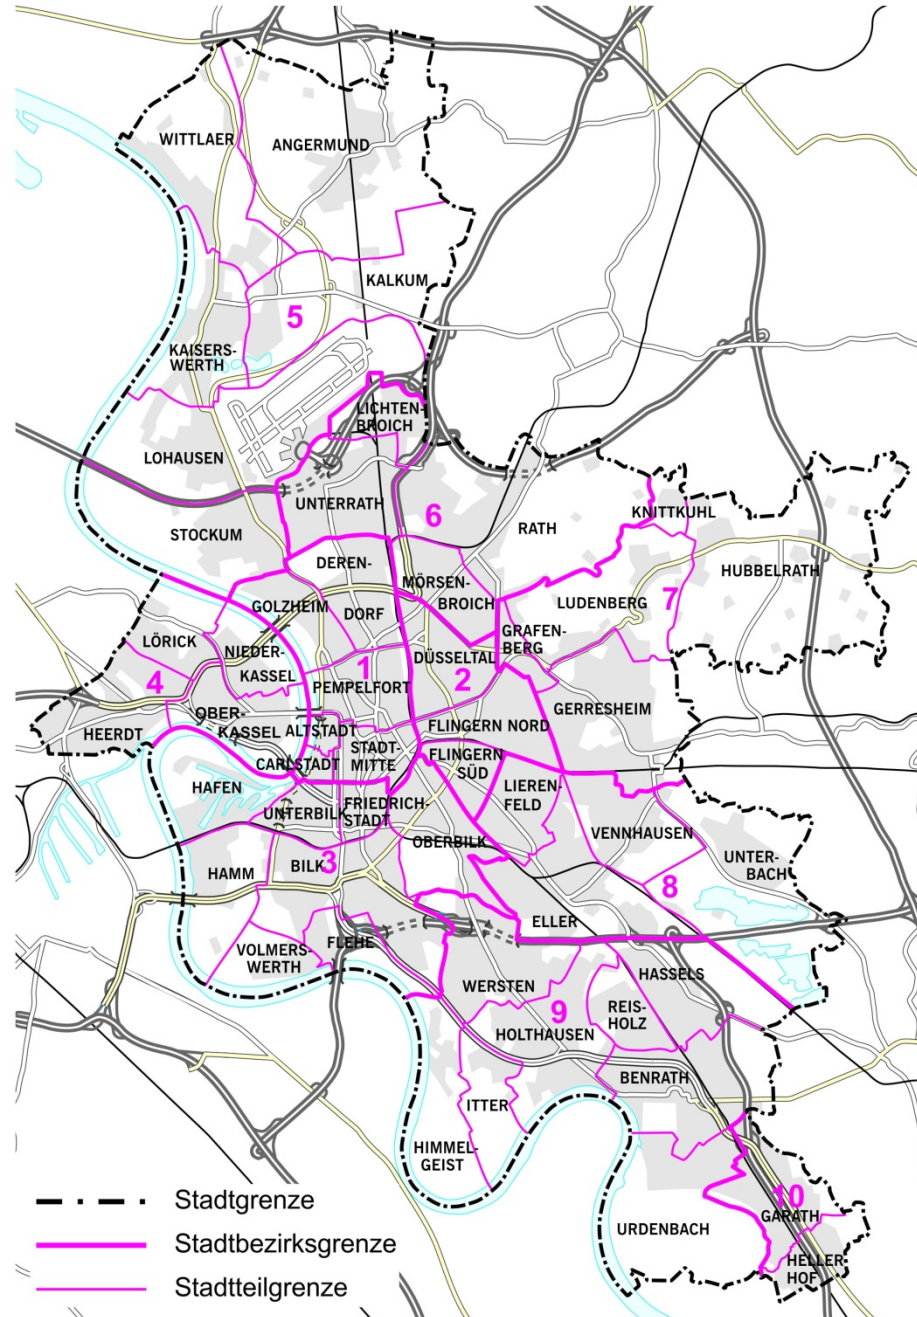 WITTLAER
ANGERMUND
KALKUM
5
KAISERS-
WERTH
LICHTEN-
BROICH
LOHAUSEN
UNTERRATH
6
KNITTKUHL
STOCKUM
RATH
DEREN-
HUBBELRATH
MÖRSEN-
BROICH
GOLZHEIM
DORF
LUDENBERG
7
LÖRICK
GRAFEN-
BERG
NIEDER-
KASSEL
DÜSSELTAL
1
2
4
PEMPELFORT
GERRESHEIM
OBER-
KASSEL
ALTSTADT
FLINGERN NORD
HEERDT
STADT-
MITTE
FLINGERN
SÜD
CARLSTADT
HAFEN
LIEREN-
FELD
UNTERBILK
FRIEDRICH-
STADT
VENNHAUSEN
OBERBILK
UNTER-
BACH
HAMM
BILK
3
8
ELLER
VOLMERS-
WERTH
FLEHE
HASSELS
WERSTEN
REIS-
HOLZ
9
HOLTHAUSEN
BENRATH
ITTER
HIMMEL-
GEIST
10
GARATH
URDENBACH
HELLER
HOF
Stadtgrenze
Stadtbezirksgrenze
Stadtteilgrenze